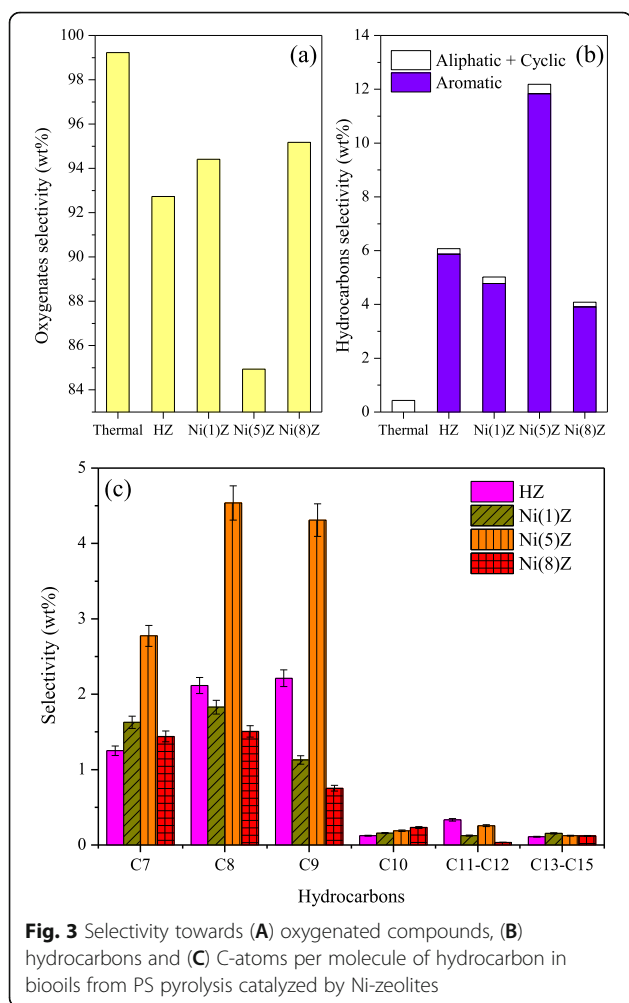 (a)
100
98
96
94
92
90
88
86
84
Oxygenates selectivity (wt%)
Thermal HZ Ni(1)Z Ni(5)Z Ni(8)Z
(b)
Aliphatic + Cyclic
Aromatic
14
12
10
8
6
4
2
0
Hydrocarbons selectivity (wt%)
Thermal HZ Ni(1)Z Ni(5)Z Ni(8)Z
(c)
HZ
Ni(1)Z
Ni(5)Z
Ni(8)Z
5
4
3
2
1
0
Selectivity (wt%)
C7 C8 C9 C10 C11-C12 C13-C15
Hydrocarbons
Fig. 3 Selectivity towards (A) oxygenated compounds, (B)
hydrocarbons and (C) C-atoms per molecule of hydrocarbon in
biooils from PS pyrolysis catalyzed by Ni-zeolites